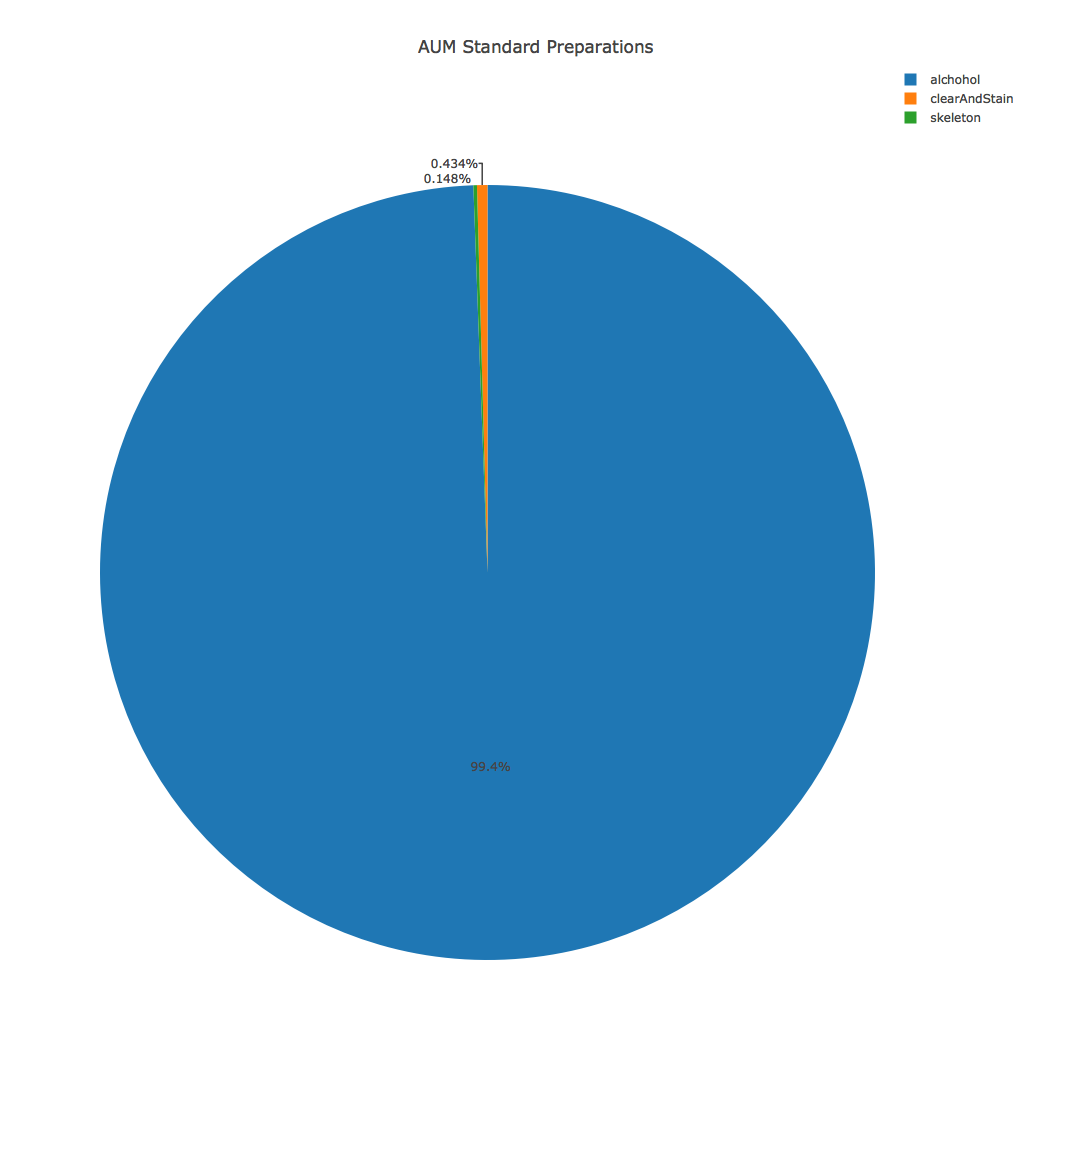 AUM Standard Preparations
alchohol
clearAndStain
skeleton
0.434%
0.148%
99.4%